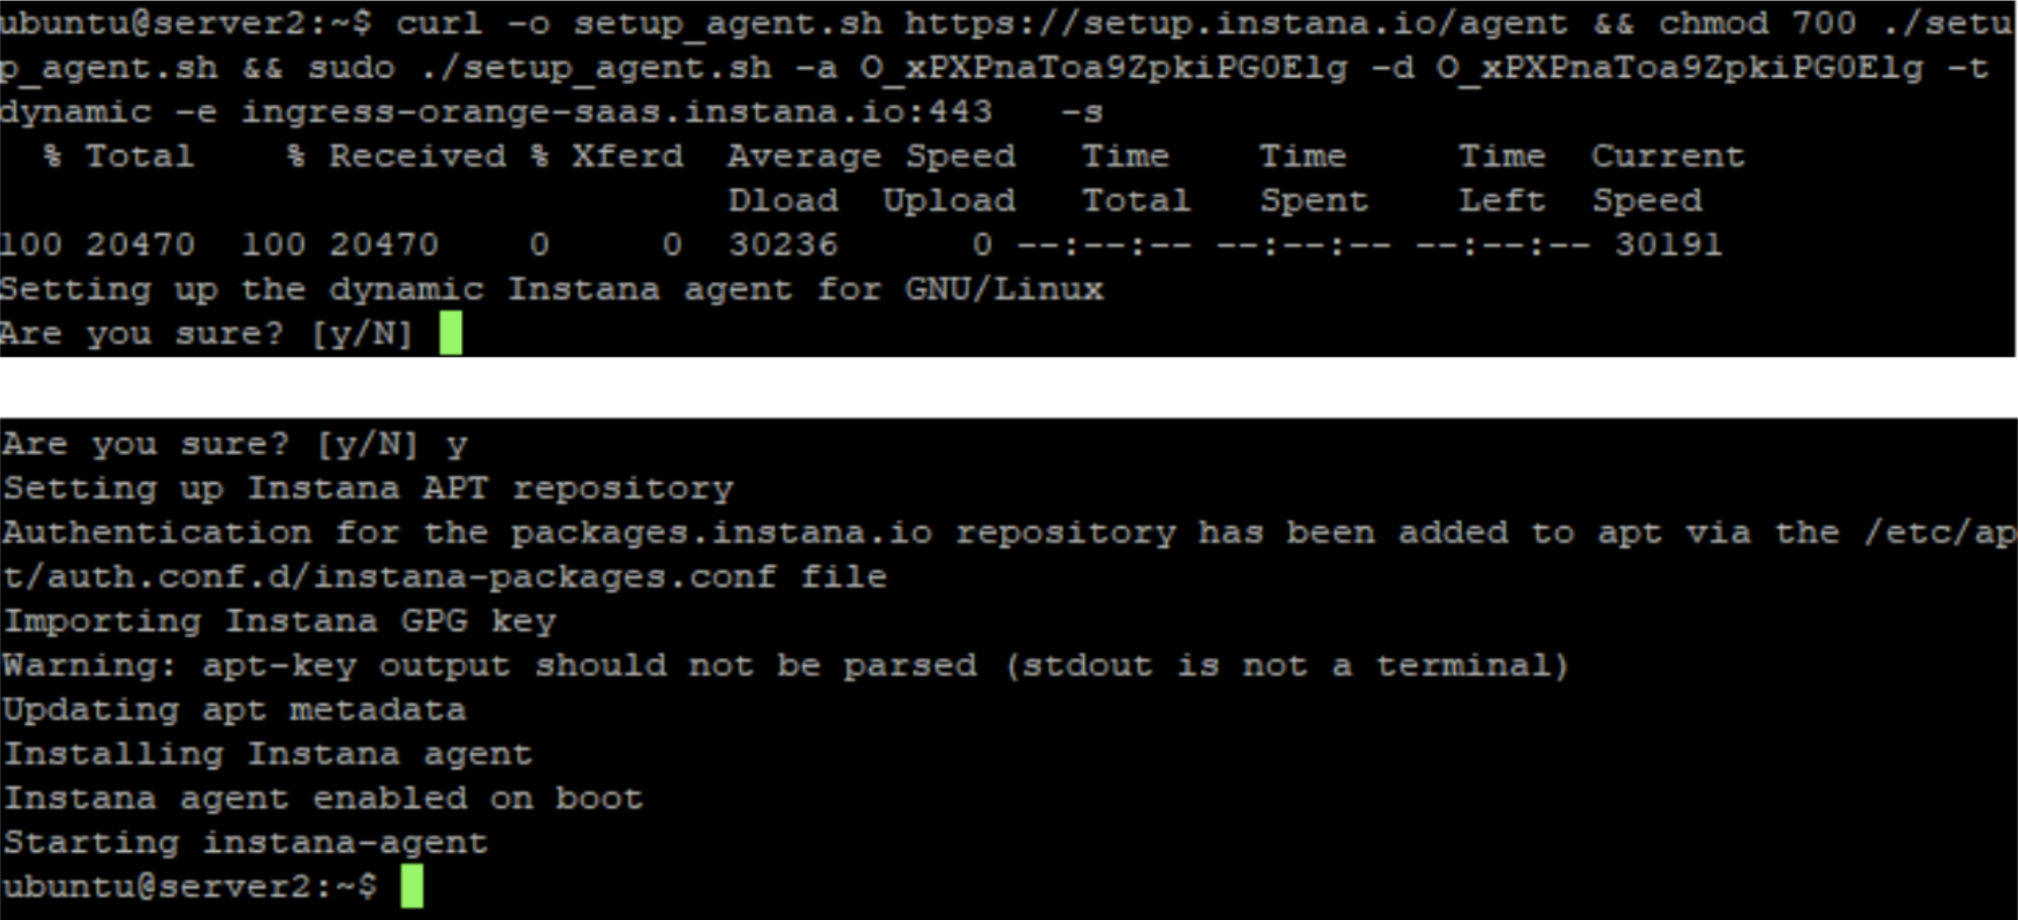 ubuntu@server2:~$ curl -o setup_agent.sh https://setup.instana.io/agent && chmod 700 ./setu
p_agent.sh && sudo ./setup_agent.sh -a O_xPXPnaToa9ZpkiPG0Elg -d O_xPXPnaToa9ZpkiPG0Elg -t
dynamic -e ingress-orange-saas.instana.io:443   -s
  % Total    % Received % Xferd  Average Speed   Time    Time     Time  Current
                                 Dload  Upload   Total   Spent    Left  Speed
100 20470  100 20470    0     0  30236      0 --:--:-- --:--:-- --:--:-- 30191
Setting up the dynamic Instana agent for GNU/Linux
Are you sure? [y/N]
Are you sure? [y/N] y
Setting up Instana APT repository
Authentication for the packages.instana.io repository has been added to apt via the /etc/ap
t/auth.conf.d/instana-packages.conf file
Importing Instana GPG key
Warning: apt-key output should not be parsed (stdout is not a terminal)
Updating apt metadata
Installing Instana agent
Instana agent enabled on boot
Starting instana-agent
ubuntu@server2:~$